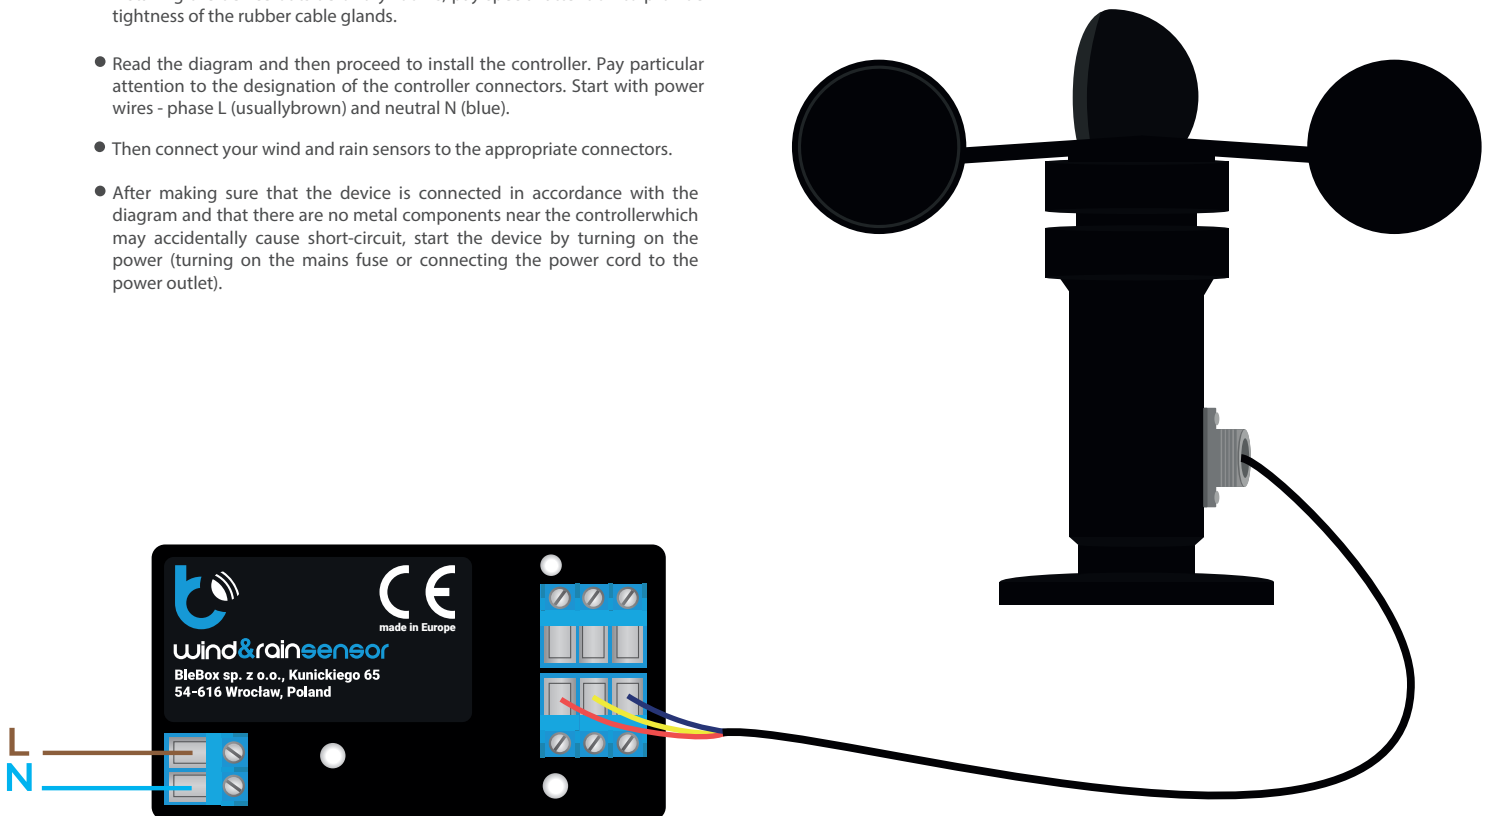 tightness of the rubber cable glands.
● Read the diagram and then proceed to install the controller. Pay particular
attention to the designation of the controller connectors. Start with power
wires - phase L (usuallybrown) and neutral N (blue).
● Then connect your wind and rain sensors to the appropriate connectors.
● After making sure that the device is connected in accordance with the
diagram and that there are no metal components near the controllerwhich
may accidentally cause short-circuit, start the device by turning on the
power (turning on the mains fuse or connecting the power cord to the
power outlet).
CE
made in Europe
wind&rainsensor
BleBox sp. z o.o., Kunickiego 65
54-616 Wrocław, Poland
L
N